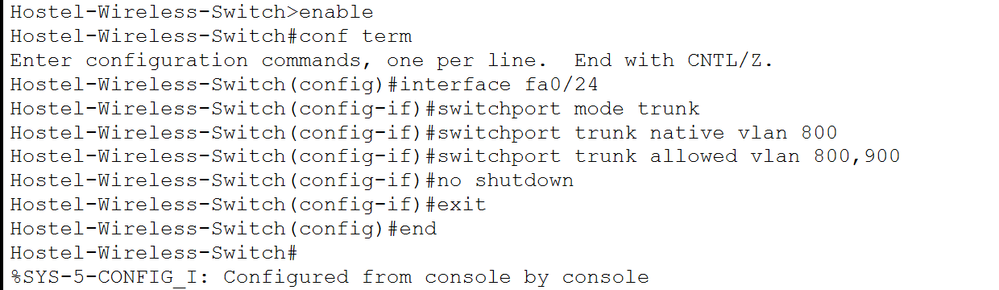 Hostel-Wireless-Switch>enable
Hostel-Wireless-Switch#conf term
Enter configuration commands, one per line.  End with CNTL/Z.
Hostel-Wireless-Switch(config)#interface fa0/24
Hostel-Wireless-Switch(config-if)#switchport mode trunk
Hostel-Wireless-Switch(config-if)#switchport trunk native vlan 800
Hostel-Wireless-Switch(config-if)#switchport trunk allowed vlan 800,900
Hostel-Wireless-Switch(config-if)#no shutdown
Hostel-Wireless-Switch(config-if)#exit
Hostel-Wireless-Switch(config)#end
Hostel-Wireless-Switch#
%SYS-5-CONFIG_I: Configured from console by console